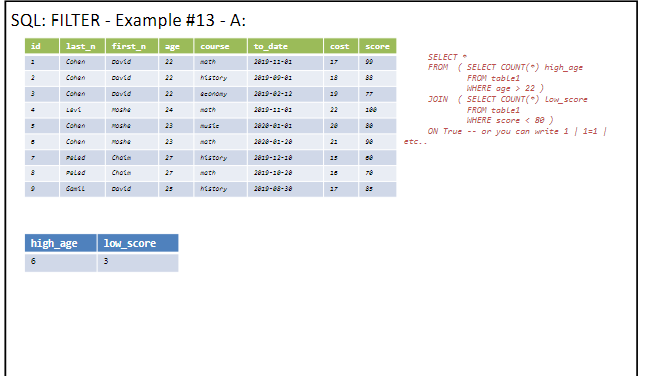 SQL: FILTER - Example #13 - A:
id last_n first_n age course to_date cost score
1 Cohen David 22 math 2019-11-01 17 99
2 Cohen David 22 history 2019-09-01 18 88
3 Cohen David 22 economy 2019-02-12 19 77
4 Levi Moshe 24 math 2019-11-01 22 100
5 Cohen Moshe 23 music 2020-01-01 20 80
6 Cohen Moshe 23 math 2020-01-20 21 90
7 Peled Chaim 27 history 2019-12-10 15 60
8 Peled Chaim 27 math 2019-10-20 16 70
9 Gamil David 25 history 2019-08-30 17 85
SELECT *
FROM ( SELECT COUNT(*) high_age
FROM table1
WHERE age > 22 )
JOIN ( SELECT COUNT(*) low_score
FROM table1
WHERE score < 80 )
ON True -- or you can write 1 | 1=1 |
etc..
high_age low_score
6 3